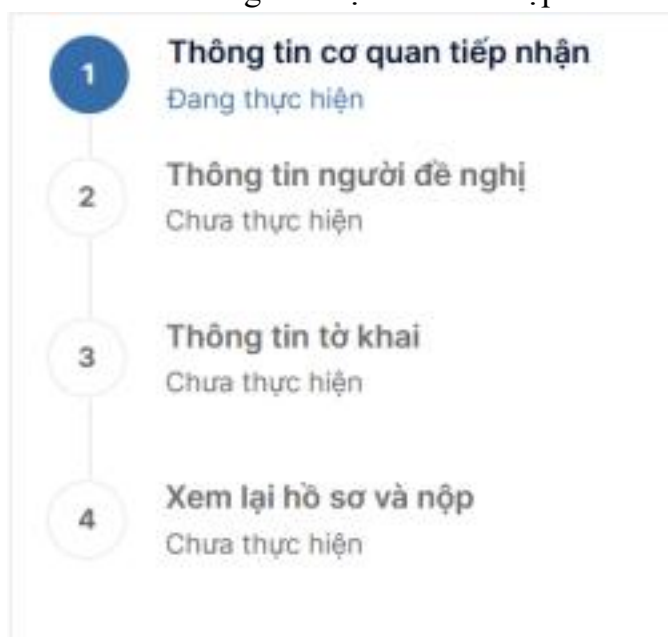 1
Thông tin cơ quan tiếp nhận
Đang thực hiện
2
Thông tin người đề nghị
Chưa thực hiện
3
Thông tin tờ khai
Chưa thực hiện
4
Xem lại hồ sơ và nộp
Chưa thực hiện